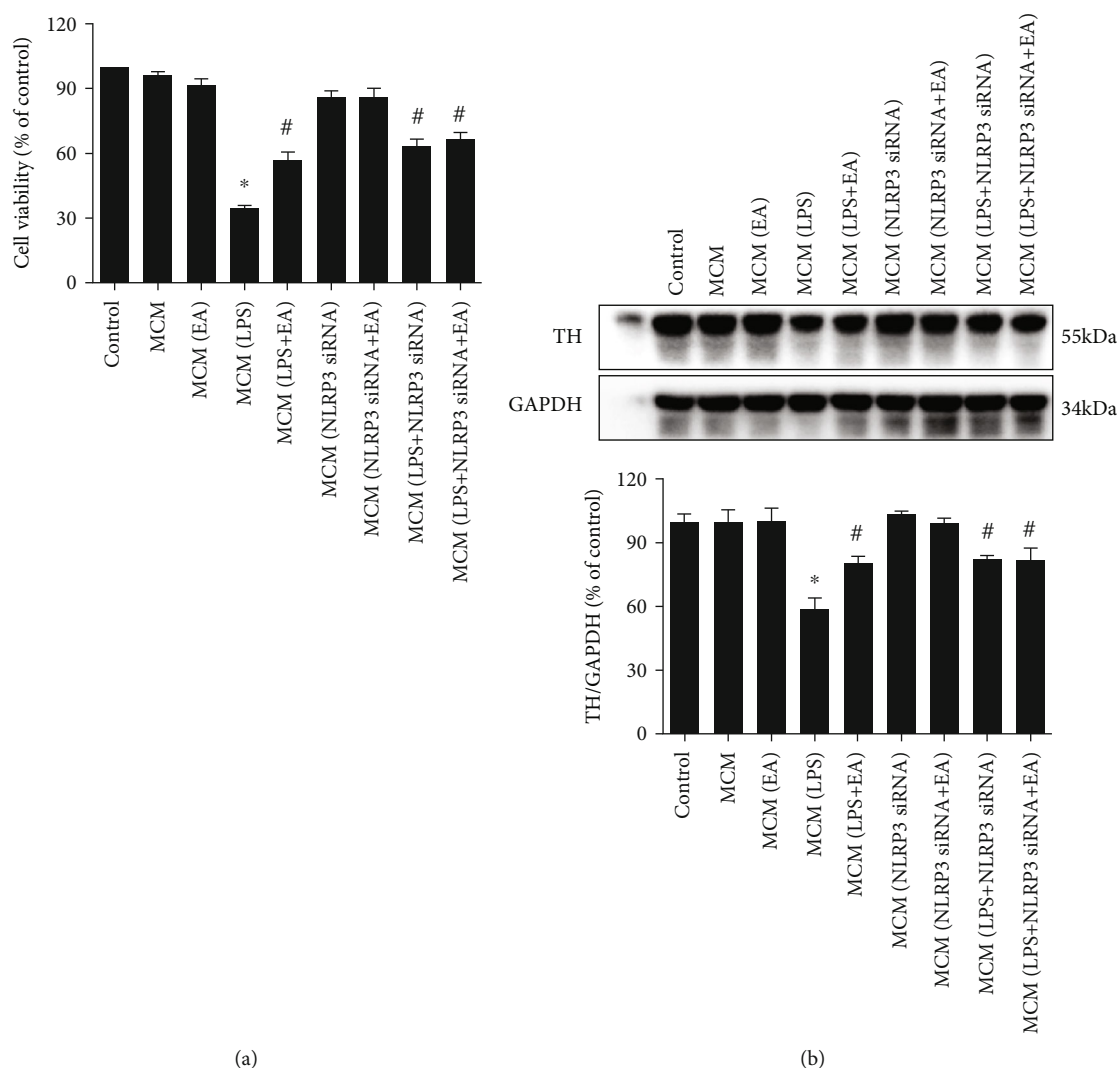 120
90
60
30
0
Cell viability (% of control)
*
#
#
#
Control
MCM
MCM (EA)
MCM (LPS)
MCM (LPS+EA)
MCM (NLRP3 siRNA)
MCM (NLRP3 siRNA+EA)
MCM (LPS+NLRP3 siRNA)
MCM (LPS+NLRP3 siRNA+EA)
(a)
Control
MCM
MCM (EA)
MCM (LPS)
MCM (LPS+EA)
MCM (NLRP3 siRNA)
MCM (NLRP3 siRNA+EA)
MCM (LPS+NLRP3 siRNA)
MCM (LPS+NLRP3 siRNA+EA)
TH
55kDa
GAPDH
34kDa
120
90
60
30
0
TH/GAPDH (% of control)
*
#
#
#
Control
MCM
MCM (EA)
MCM (LPS)
MCM (LPS+EA)
MCM (NLRP3 siRNA)
MCM (NLRP3 siRNA+EA)
MCM (LPS+NLRP3 siRNA)
MCM (LPS+NLRP3 siRNA+EA)
(b)